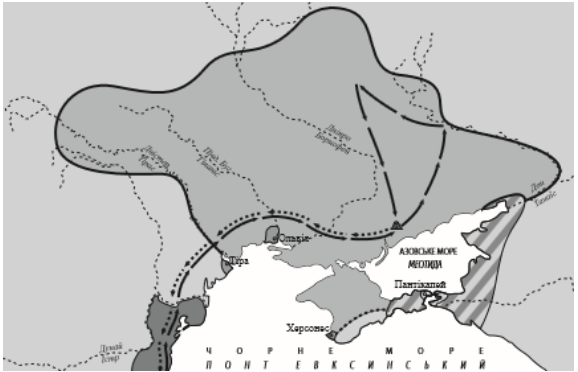 Дністер
Тірас
Півд. Буг
Гіпаніс
Дніпро
Борисфен
Дон
Танаїс
Ольвія
Тіра
АЗОВСЬКЕ МОРЕ
МЕОТИДА
Пантікапей
Херсонес
Дунай
Істр
ЧОРНЕ МОРЕ
ПОНТ ЕВКСИНСЬКИЙ